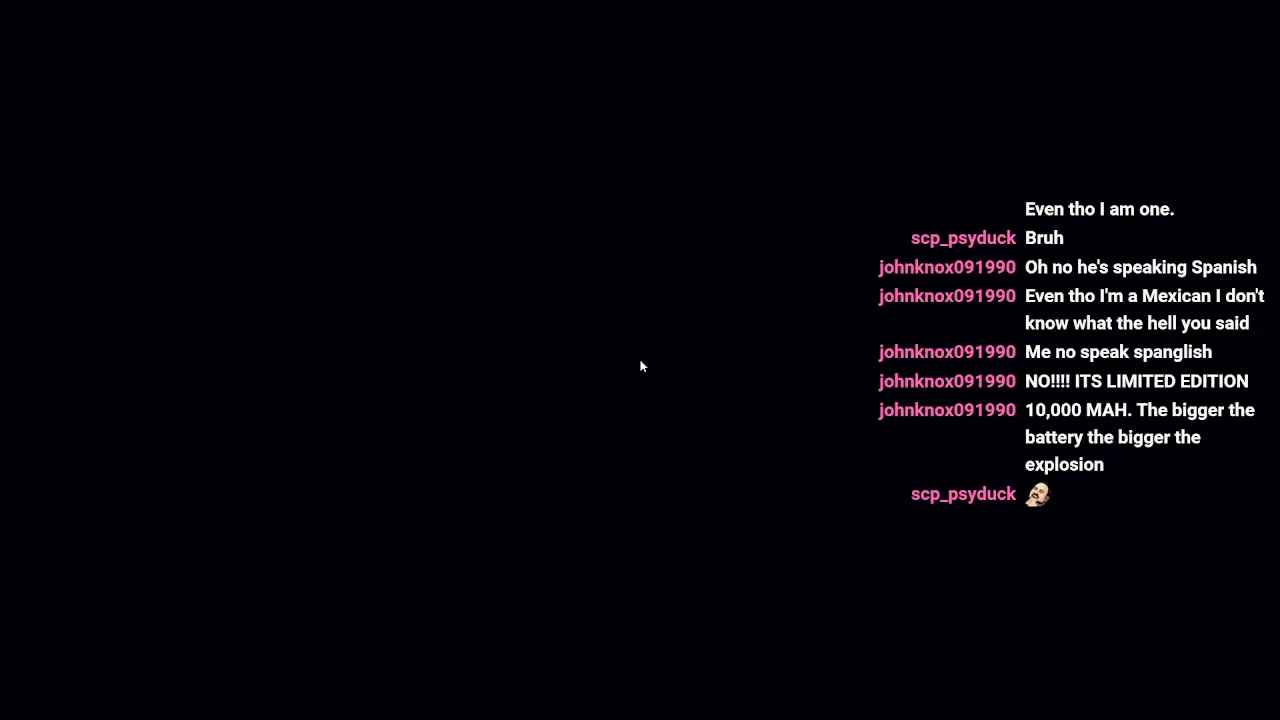 Even tho I am one.
scp_psyduck Bruh
johnknox091990 Oh no he's speaking Spanish
johnknox091990 Even tho I'm a Mexican I don't
know what the hell you said
johnknox091990 Me no speak spanglish
johnknox091990 NO!!!! ITS LIMITED EDITION
johnknox091990 10,000 MAH. The bigger the
battery the bigger the
explosion
scp_psyduck